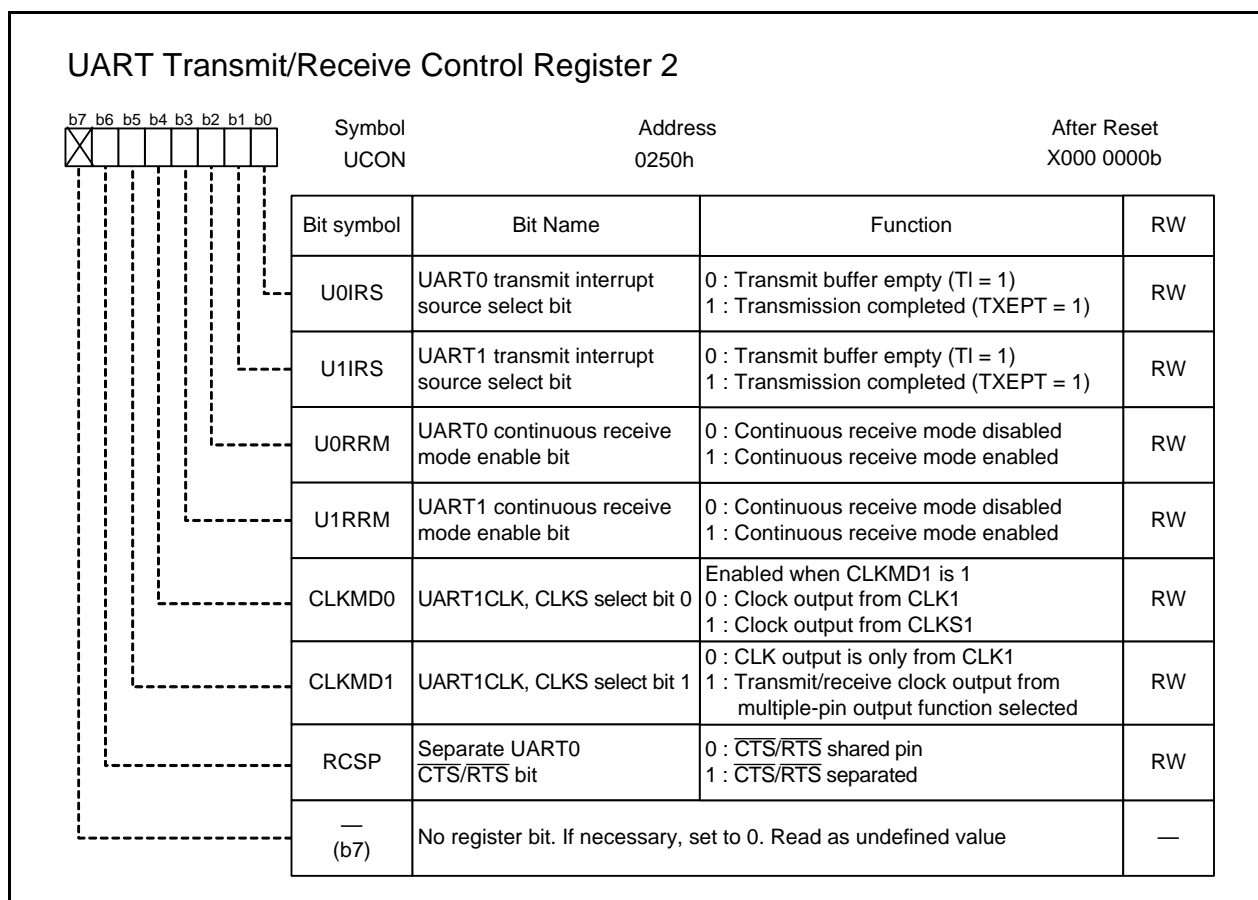 UART Transmit/Receive Control Register 2
b7 b6 b5 b4 b3 b2 b1 b0
Symbol Address After Reset
UCON 0250h X000 0000b
Bit symbol Bit Name Function RW
U0IRS UART0 transmit interrupt source select bit 0 : Transmit buffer empty (TI = 1)
1 : Transmission completed (TXEPT = 1) RW
U1IRS UART1 transmit interrupt source select bit 0 : Transmit buffer empty (TI = 1)
1 : Transmission completed (TXEPT = 1) RW
U0RRM UART0 continuous receive mode enable bit 0 : Continuous receive mode disabled
1 : Continuous receive mode enabled RW
U1RRM UART1 continuous receive mode enable bit 0 : Continuous receive mode disabled
1 : Continuous receive mode enabled RW
CLKMD0 UART1CLK, CLKS select bit 0 Enabled when CLKMD1 is 1
0 : Clock output from CLK1
1 : Clock output from CLKS1 RW
CLKMD1 UART1CLK, CLKS select bit 1 0 : CLK output is only from CLK1
1 : Transmit/receive clock output from
multiple-pin output function selected RW
RCSP Separate UART0 CTS/RTS bit 0 : CTS/RTS shared pin
1 : CTS/RTS separated RW
— (b7) No register bit. If necessary, set to 0. Read as undefined value —